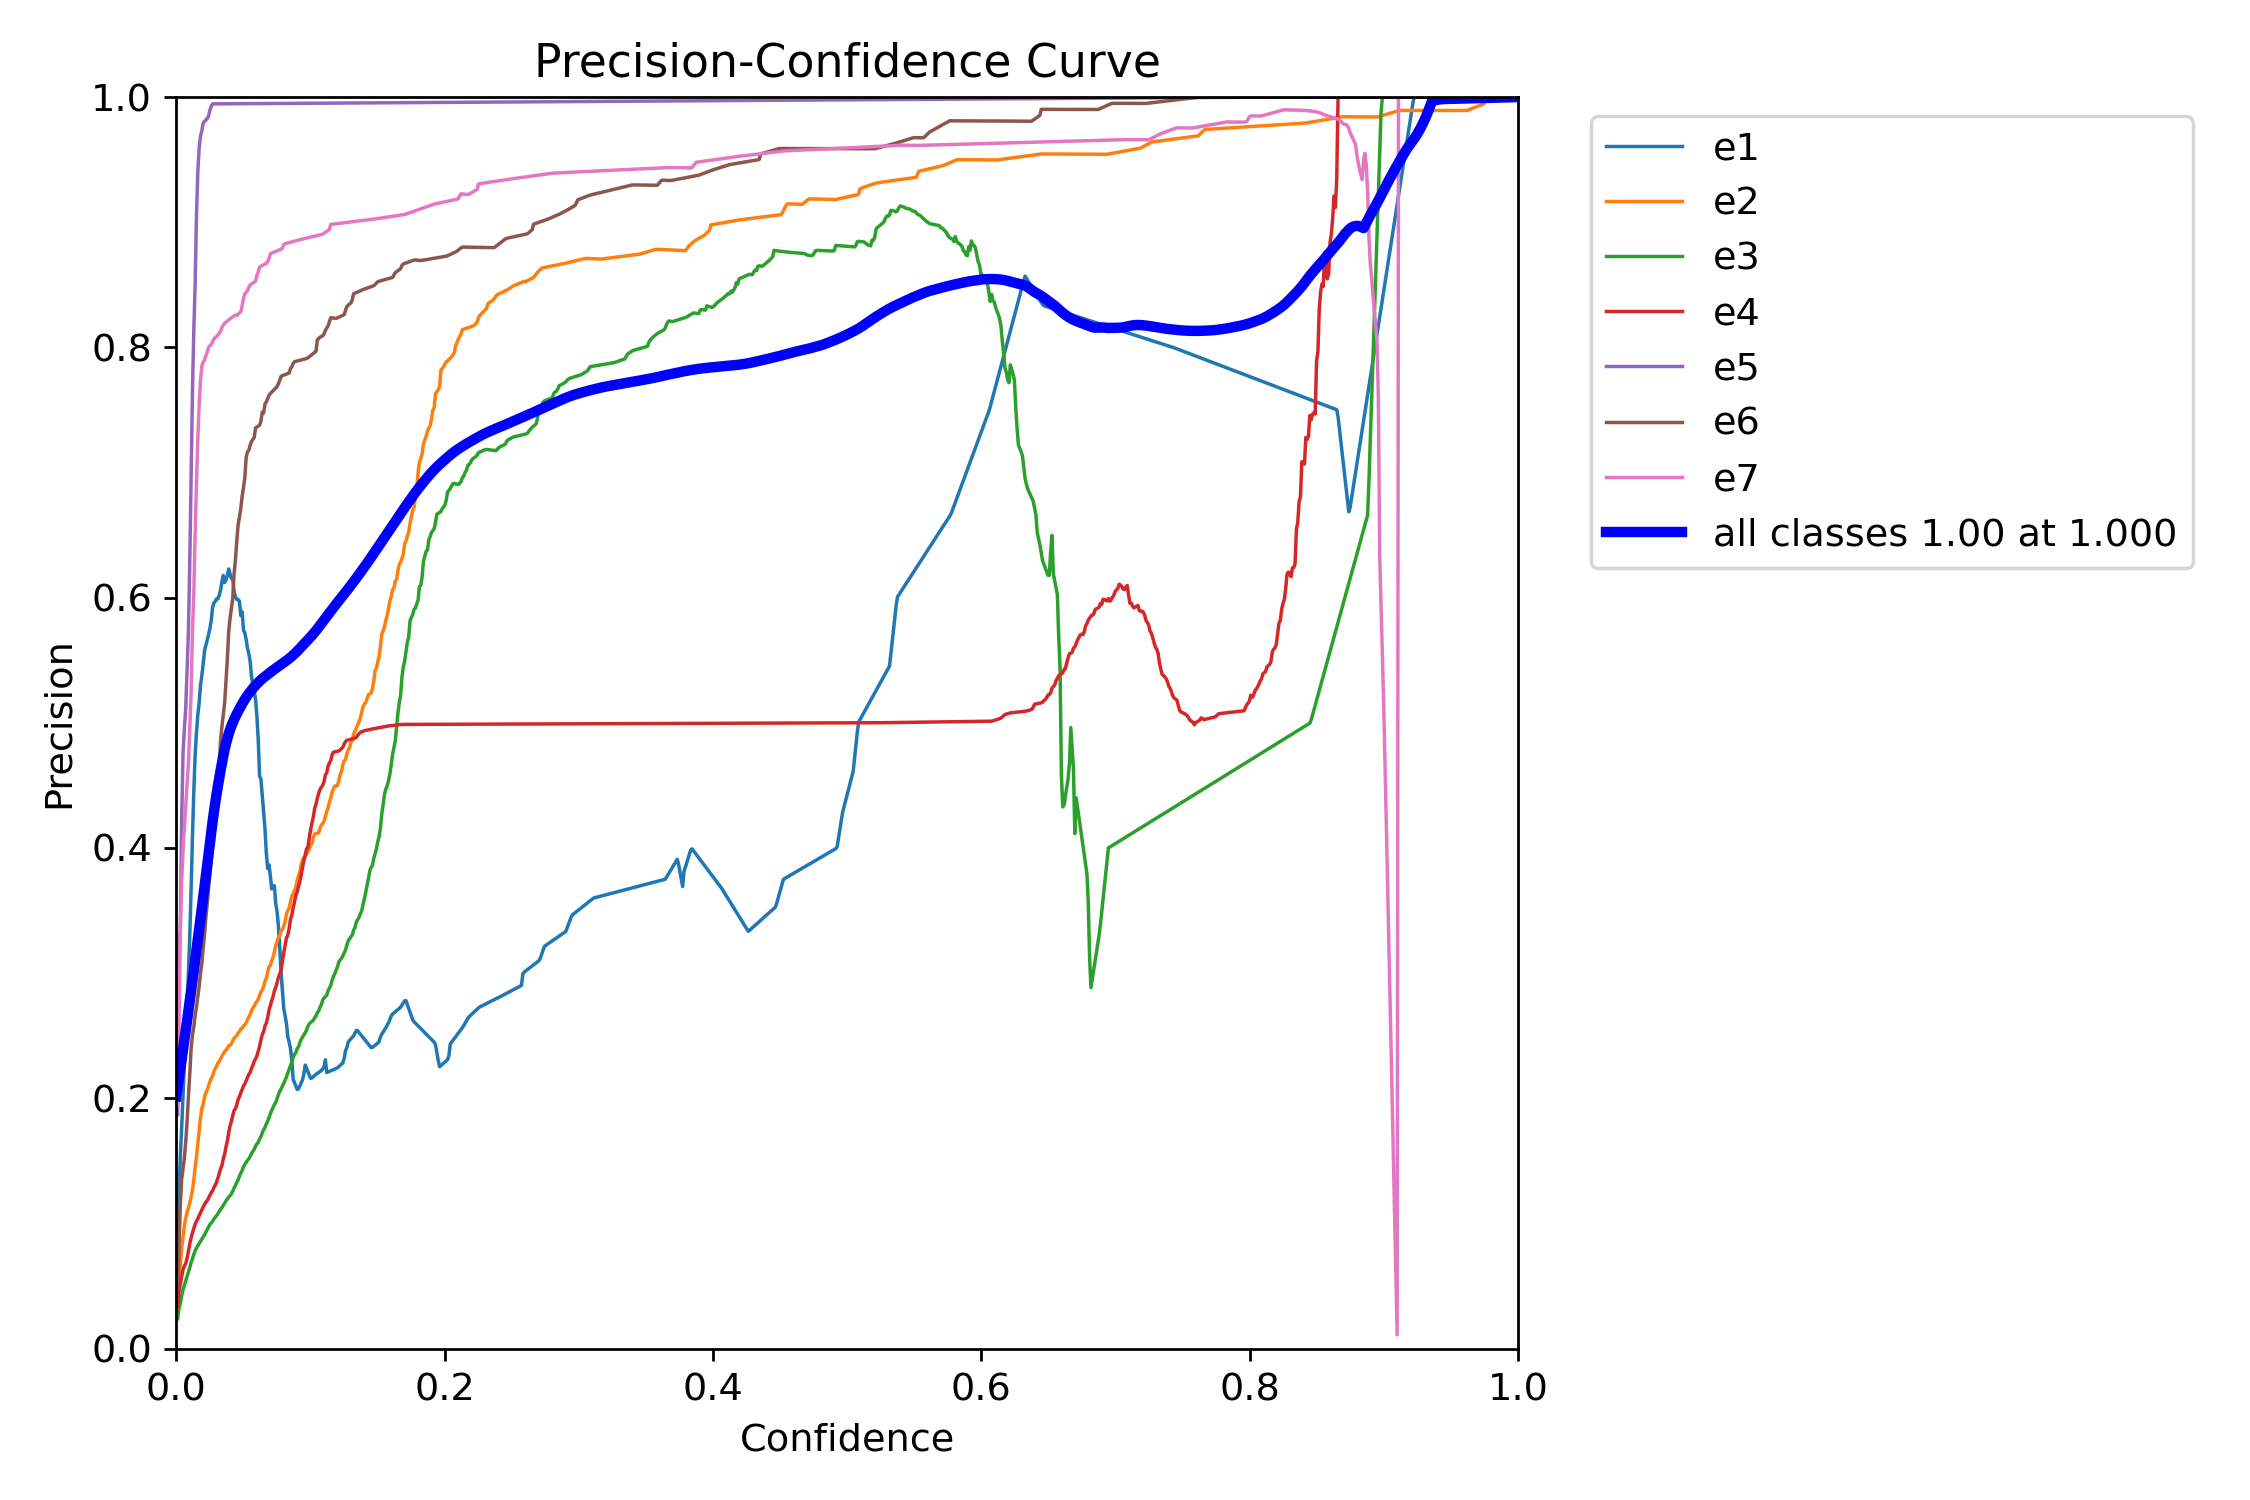 Precision-Confidence Curve
1.0
0.8
0.6
0.4
0.2
0.0
Precision
0.0 0.2 0.4 0.6 0.8 1.0
Confidence
e1
e2
e3
e4
e5
e6
e7
all classes 1.00 at 1.000